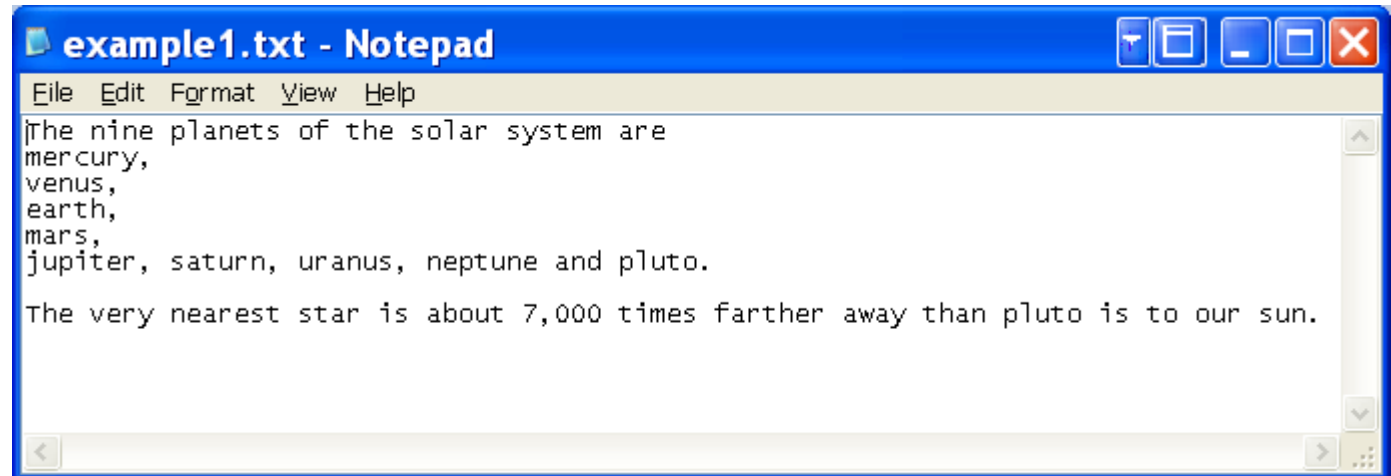 example1.txt - Notepad
File Edit Format View Help
The nine planets of the solar system are
mercury,
venus,
earth,
mars,
jupiter, saturn, uranus, neptune and pluto.
The very nearest star is about 7,000 times farther away than pluto is to our sun.